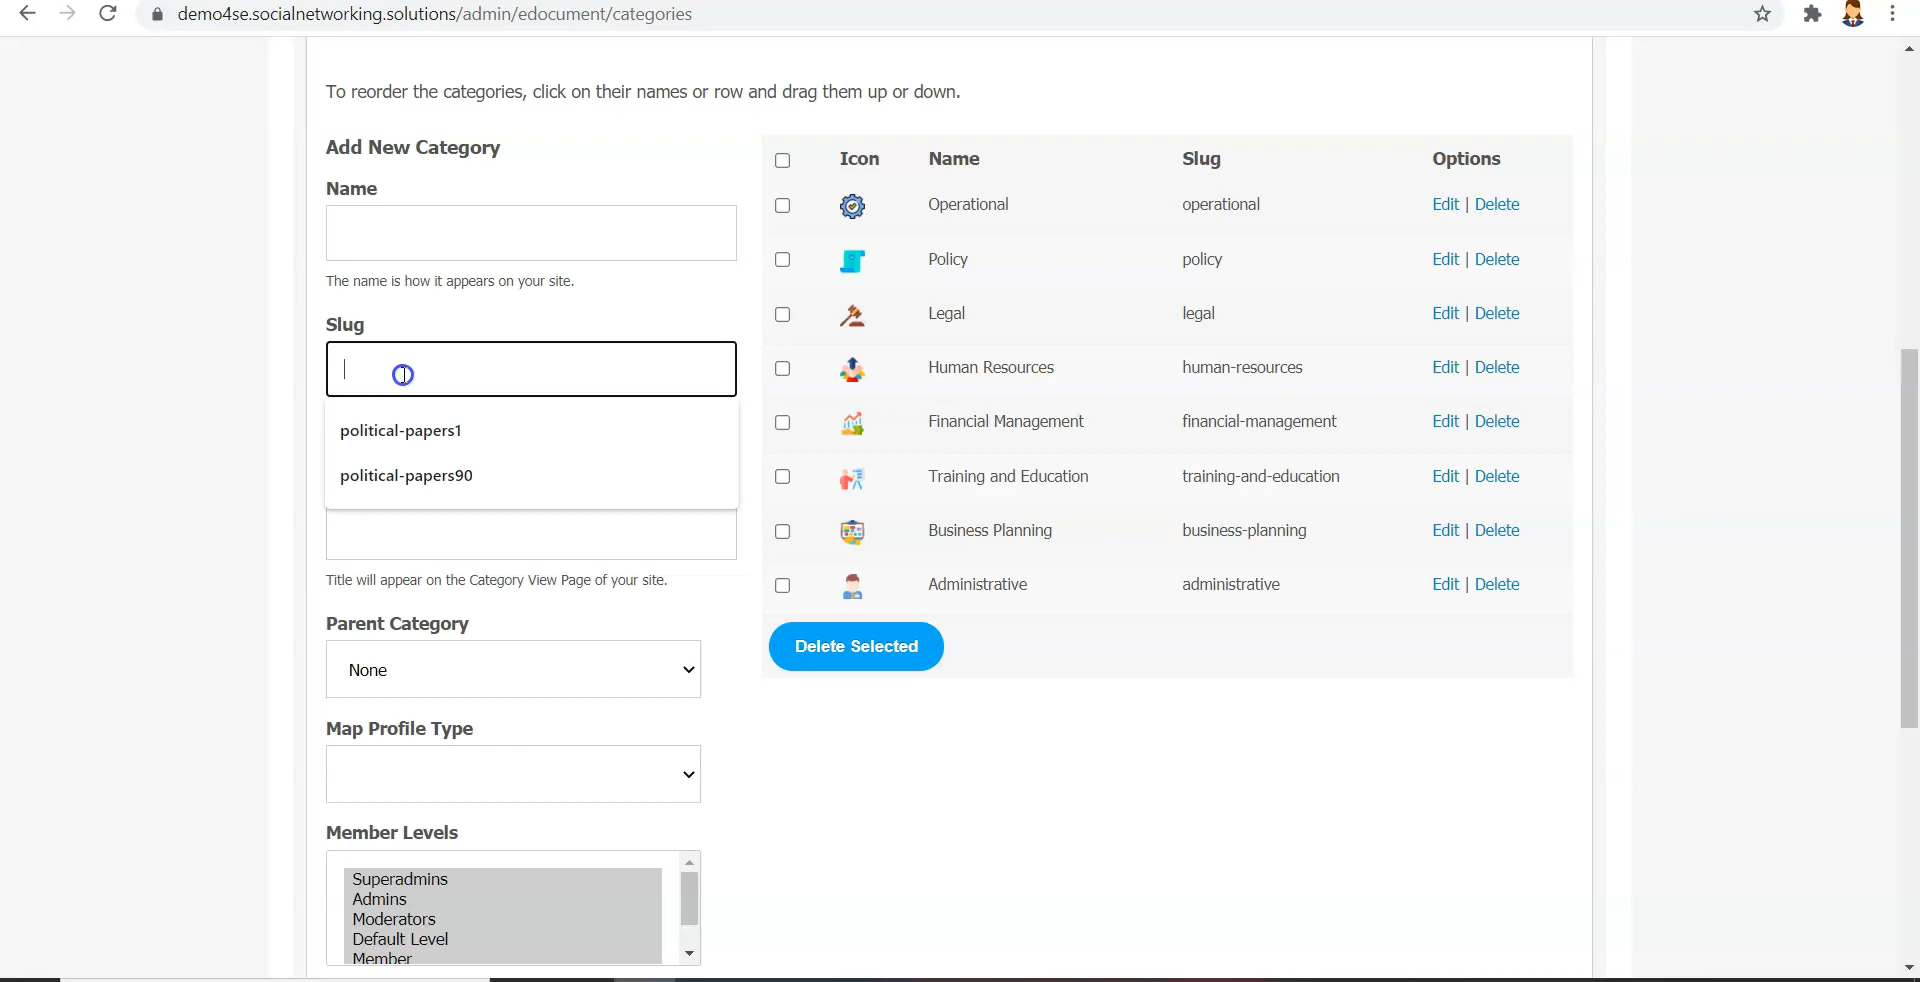 demo4se.socialnetworking.solutions/admin/edocument/categories
To reorder the categories, click on their names or row and drag them up or down.
Add New Category
Name
The name is how it appears on your site.
Slug
political-papers1
political-papers90
Title will appear on the Category View Page of your site.
Parent Category
None
Map Profile Type
Member Levels
Superadmins
Admins
Moderators
Default Level
Member
Icon Name Slug Options
Operational operational Edit | Delete
Policy policy Edit | Delete
Legal legal Edit | Delete
Human Resources human-resources Edit | Delete
Financial Management financial-management Edit | Delete
Training and Education training-and-education Edit | Delete
Business Planning business-planning Edit | Delete
Administrative administrative Edit | Delete
Delete Selected